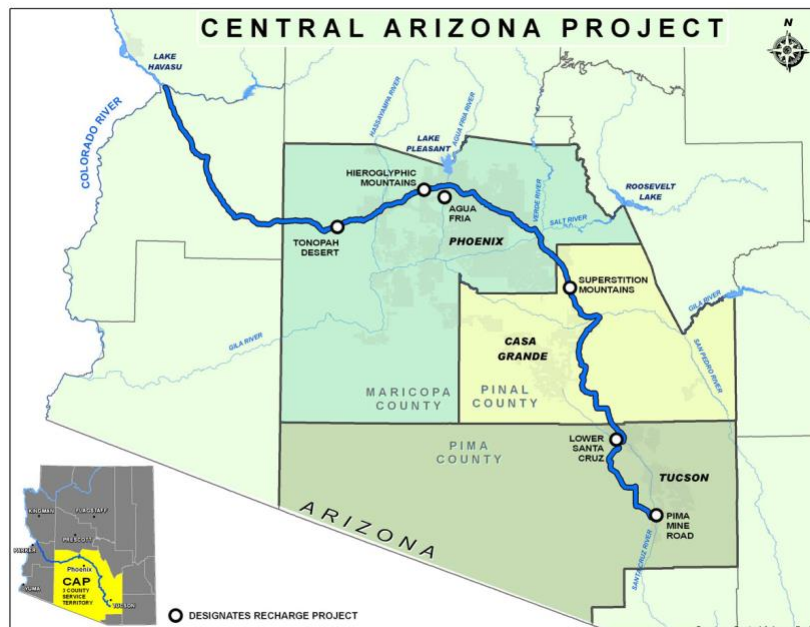 CENTRAL ARIZONA PROJECT
N
LAKE
HAVASU
COLORADO RIVER
HASSAYAMPA RIVER
AGUA FRIA RIVER
LAKE
PLEASANT
HIEROGLYPHIC
MOUNTAINS
AGUA
FRIA
VERDE RIVER
ROOSEVELT
LAKE
SALT RIVER
TONOPAH
DESERT
PHOENIX
SUPERSTITION
MOUNTAINS
GILA RIVER
GILA RIVER
CASA
GRANDE
SAN PEDRO RIVER
MARICOPA
COUNTY
PINAL
COUNTY
PIMA
COUNTY
LOWER
SANTA
CRUZ
TUCSON
ARIZONA
PIMA
MINE
ROAD
SANTA CRUZ RIVER
KINGMAN
FLAGSTAFF
PRESCOTT
PARKER
Phoenix
CAP
3 COUNTY
SERVICE
TERRITORY
YUMA
TUCSON
DESIGNATES RECHARGE PROJECT